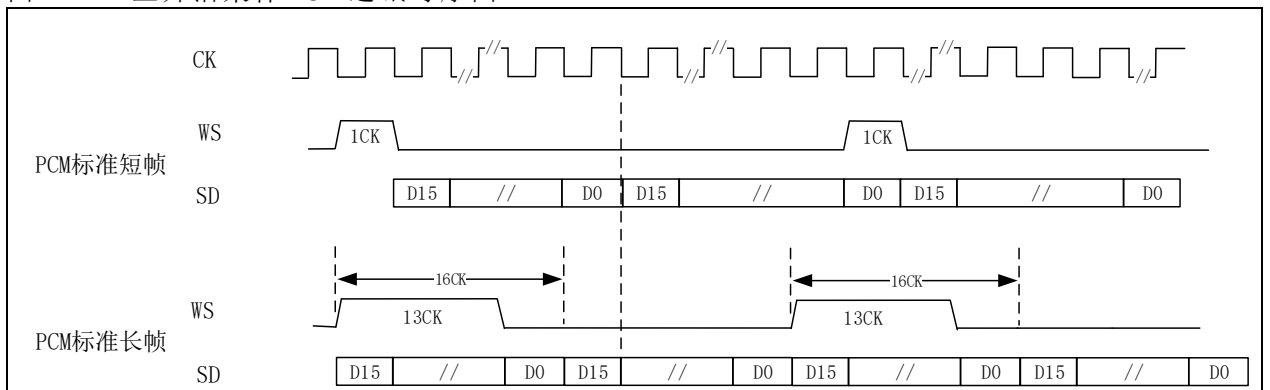 CK
// // // // // // //
WS
1CK
1CK
PCM标准短帧
SD
D15 // D0 D15 // D0 D15 // D0
16CK
16CK
WS
13CK
13CK
PCM标准长帧
SD
D15 // D0 D15 // D0 D15 // D0 D15 // D0